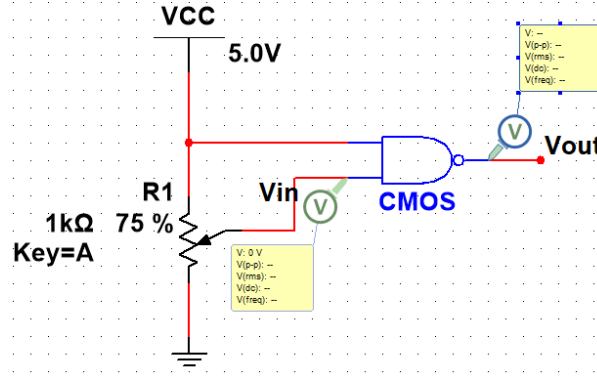 VCC
5.0V
V: --
V(p-p): --
V(rms): --
V(dc): --
V(freq): --
V
Vout
R1
1kΩ 75 %
Key=A
Vin
V
CMOS
V: 0 V
V(p-p): --
V(rms): --
V(dc): --
V(freq): --